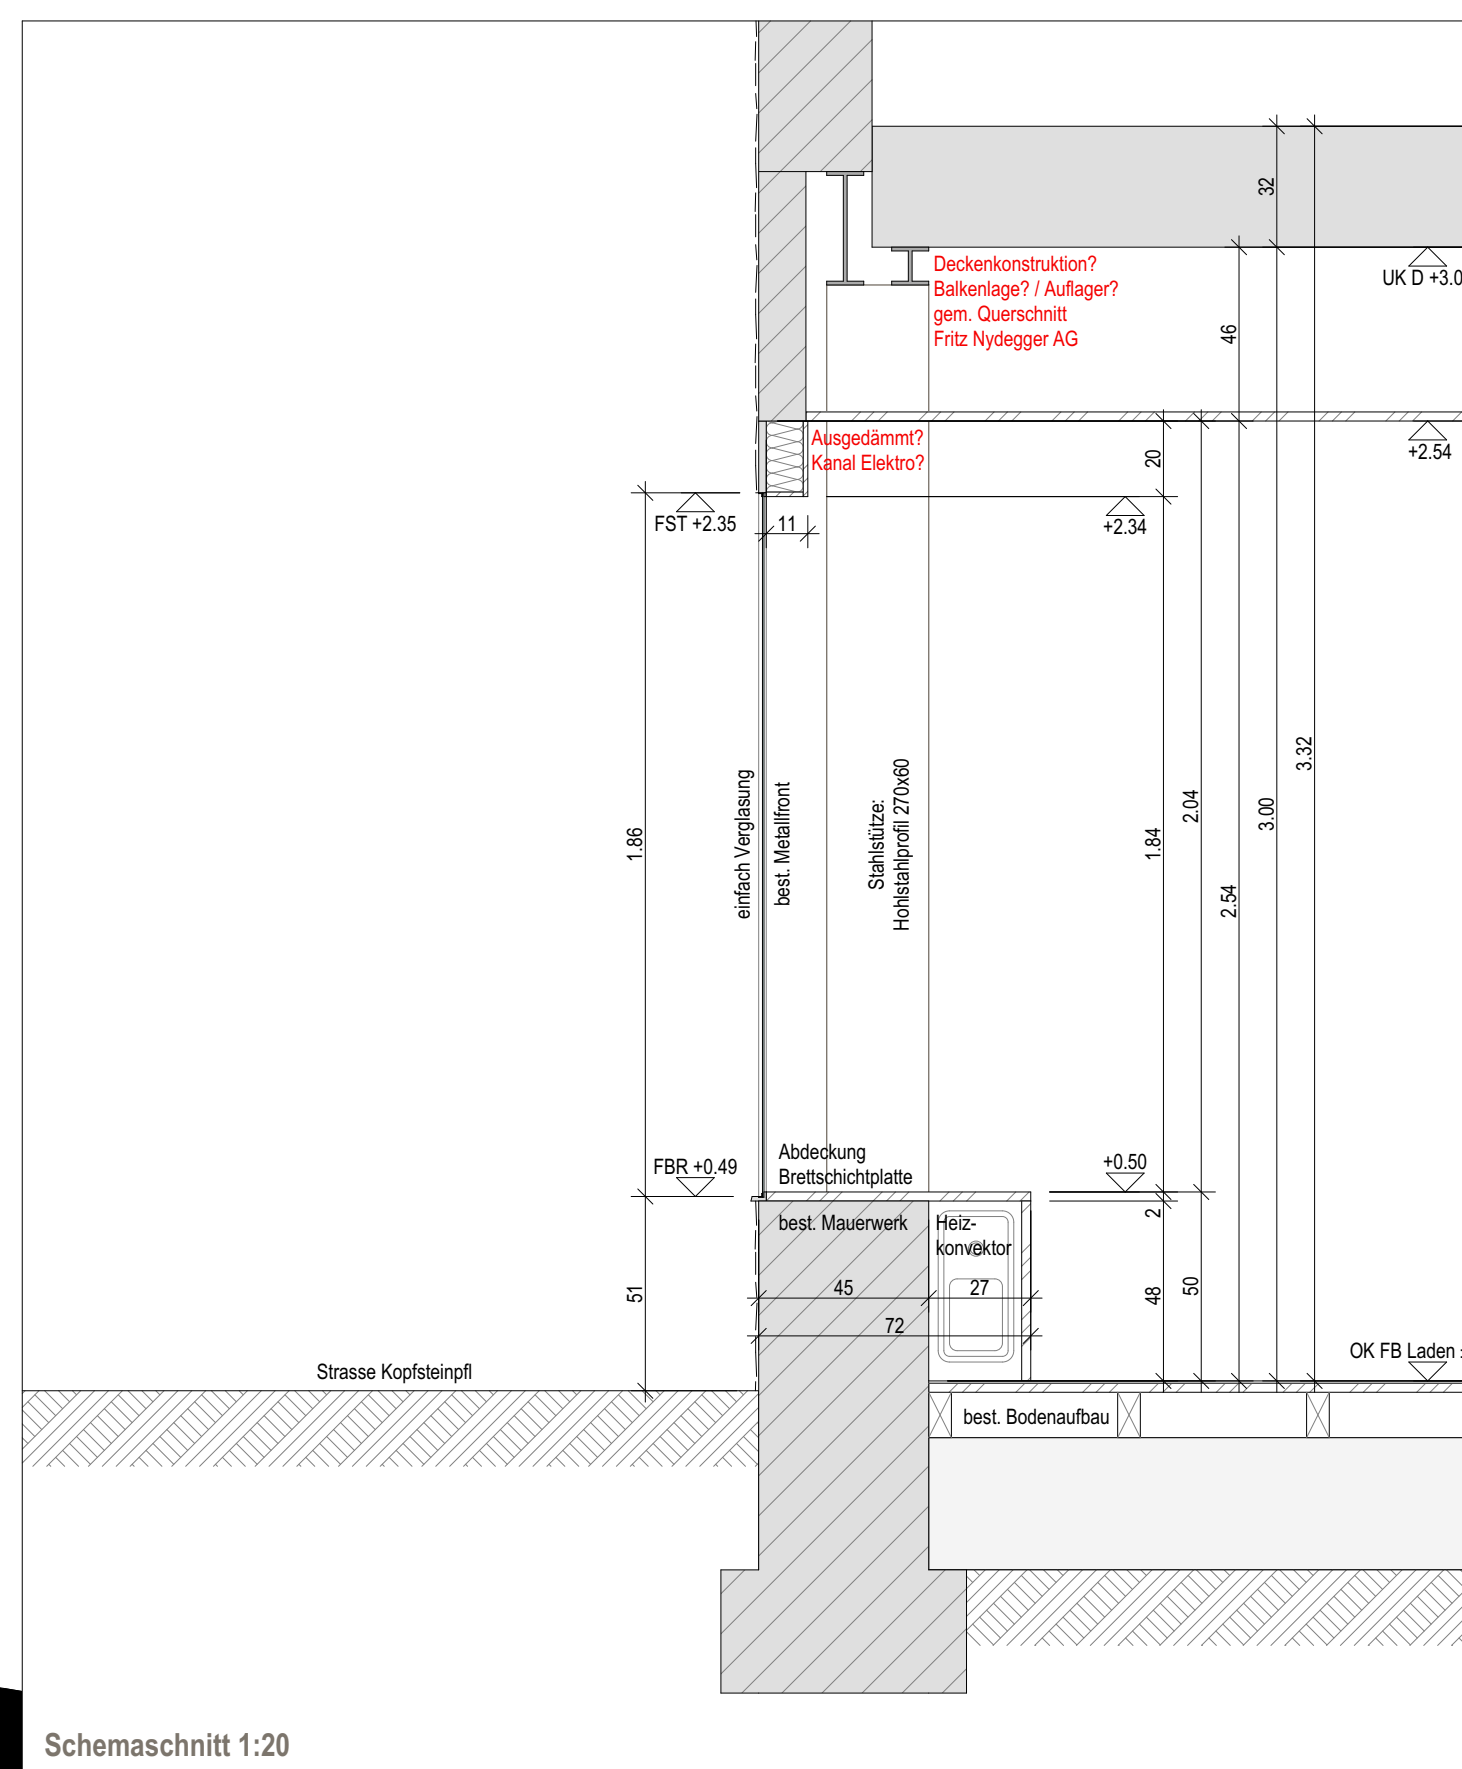 32
UK D +3.0
Deckenkonstruktion?
Balkenlage? / Auflager?
gem. Querschnitt
Fritz Nydegger AG
46
Ausgedämmt?
Kanal Elektro?
20
+2.54
FST +2.35
11
+2.34
3.32
einfach Verglasung
best. Metallfront
Stahlstütze:
Hohlstahlprofil 270x60
1.86
1.84
2.04
3.00
2.54
Abdeckung
Brettschichtplatte
FBR +0.49
+0.50
best. Mauerwerk
Heiz-
konvektor
2
45
27
51
48
50
72
OK FB Laden
Strasse Kopfsteinpfl
best. Bodenaufbau
Schemaschnitt 1:20